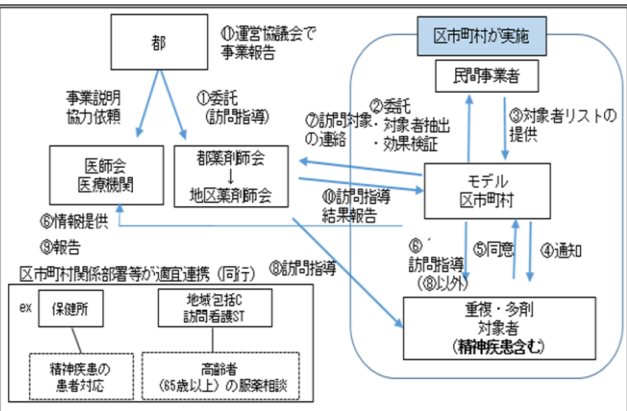 都
①運営協議会で
事業報告
区市町村が実施
民間事業者
事業説明
協力依頼
①委託
(訪問指導)
②委託
・対象者抽出
・効果検証
③対象者リストの
提供
⑦訪問対象
の連絡
医師会
医療機関
都薬剤師会
↓
地区薬剤師会
モデル
区市町村
⑩訪問指導
結果報告
⑥情報提供
⑨報告
⑧訪問指導
⑥´
訪問指導
(⑧以外)
⑤同意
④通知
重複・多剤
対象者
(精神疾患含む)
区市町村関係部署等が適宜連携(同行)
ex
保健所
地域包括C
訪問看護ST
精神疾患の
患者対応
高齢者
(65歳以上)の服薬相談